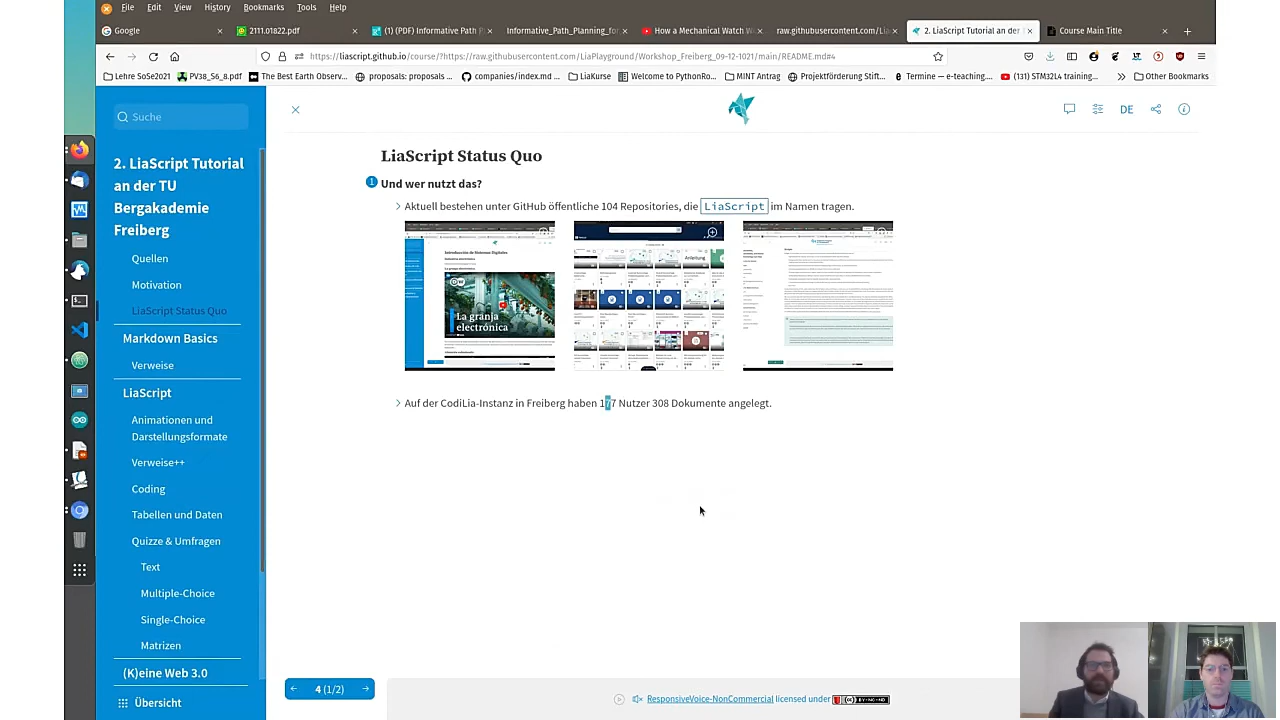 File Edit View History Bookmarks Tools Help
Google
2111.01822.pdf
(1) (PDF) Informative Path P
Informative_Path_Planning_for
How a Mechanical Watch W
raw.githubusercontent.com/Lia
2. LiaScript Tutorial an der
Course Main Title
https://liascript.github.io/course/?https://raw.githubusercontent.com/LiaPlayground/Workshop_Freiberg_09-12-1021/main/README.md#4
Lehre SoSe2021
PV38_S6_8.pdf
The Best Earth Observ...
proposals: proposals ...
companies/index.md ...
LiaKurse
Welcome to PythonRo...
MINT Antrag
Projektförderung Stift...
Termine — e-teaching....
(131) STM32L4 training...
Other Bookmarks
Suche
DE
2. LiaScript Tutorial
an der TU
Bergakademie
Freiberg
Quellen
Motivation
LiaScript Status Quo
Markdown Basics
Verweise
LiaScript
Animationen und
Darstellungsformate
Verweise++
Coding
Tabellen und Daten
Quizze & Umfragen
Text
Multiple-Choice
Single-Choice
Matrizen
(K)eine Web 3.0
Übersicht
LiaScript Status Quo
1 Und wer nutzt das?
Aktuell bestehen unter GitHub öffentliche 104 Repositories, die LiaScript im Namen tragen.
Introducción de Sistemas Digitales
Anleitung
Auf der CodiLia-Instanz in Freiberg haben 177 Nutzer 308 Dokumente angelegt.
4 (1/2)
ResponsiveVoice-NonCommercial licensed under